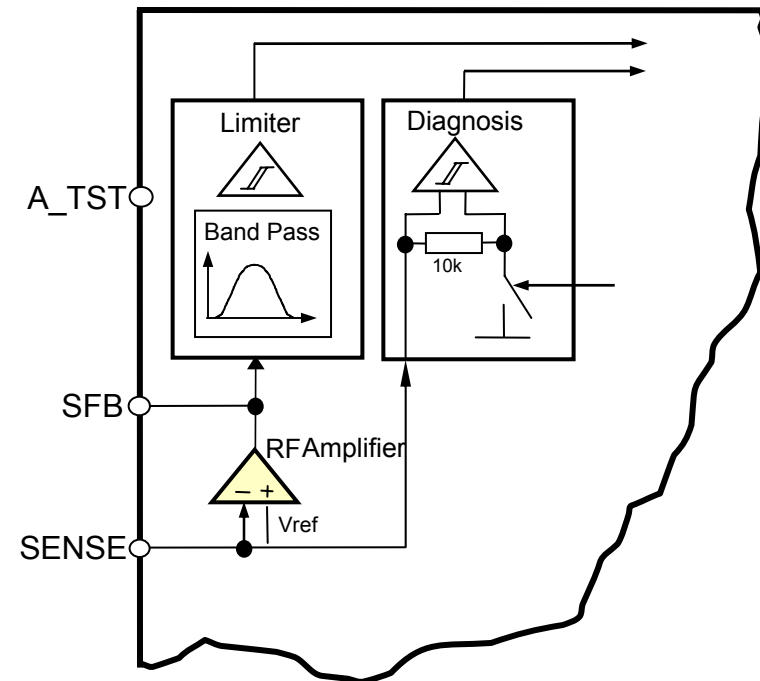 Limiter
Diagnosis
A_TST
Band Pass
10k
SFB
RFAmplifier
− +
Vref
SENSE